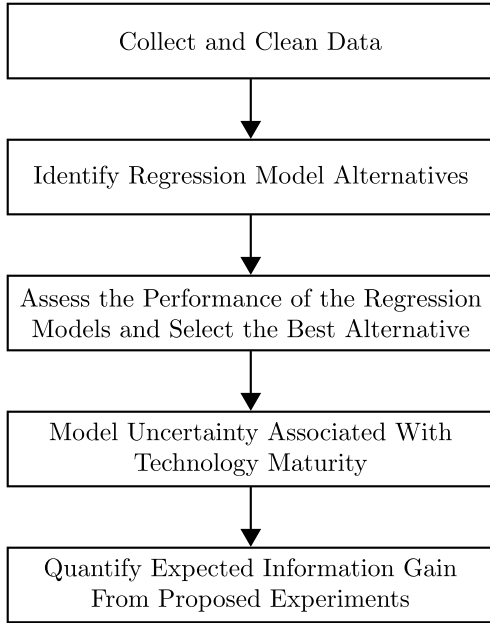 Collect and Clean Data
Identify Regression Model Alternatives
Assess the Performance of the Regression
Models and Select the Best Alternative
Model Uncertainty Associated With
Technology Maturity
Quantify Expected Information Gain
From Proposed Experiments